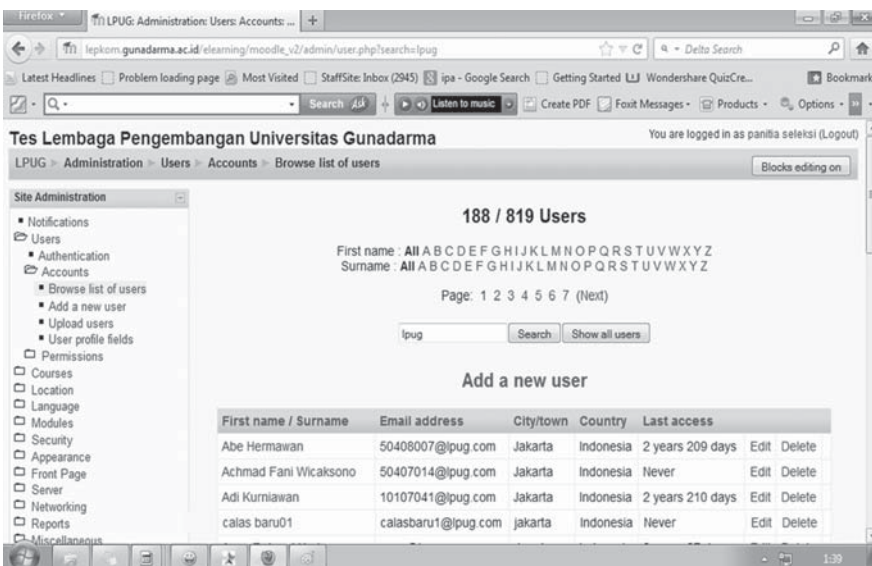 Firefox
LPUG: Administration: Users: Accounts: ... +
lepkom.gunadarma.ac.id/elearning/moodle_v2/admin/user.php?search=lpug
Delta Search
Latest Headlines Problem loading page Most Visited StaffSite: Inbox (2945) ipa - Google Search Getting Started Wondershare QuizCre... Bookmark
Search Listen to music Create PDF Foxit Messages Products Options
Tes Lembaga Pengembangan Universitas Gunadarma
You are logged in as panitia seleksi (Logout)
LPUG Administration Users Accounts Browse list of users
Blocks editing on
Site Administration
Notifications
Users
Authentication
Accounts
Browse list of users
Add a new user
Upload users
User profile fields
Permissions
Courses
Location
Language
Modules
Security
Appearance
Front Page
Server
Networking
Reports
Miscellaneous
188 / 819 Users
First name : All A B C D E F G H I J K L M N O P Q R S T U V W X Y Z
Surname : All A B C D E F G H I J K L M N O P Q R S T U V W X Y Z
Page: 1 2 3 4 5 6 7 (Next)
lpug Search Show all users
Add a new user
First name / Surname Email address City/town Country Last access
Abe Hermawan 50408007@lpug.com Jakarta Indonesia 2 years 209 days Edit Delete
Achmad Fani Wicaksono 50407014@lpug.com Jakarta Indonesia Never Edit Delete
Adi Kurniawan 10107041@lpug.com Jakarta Indonesia 2 years 210 days Edit Delete
calas baru01 calasbaru1@lpug.com jakarta Indonesia Never Edit Delete
1:39